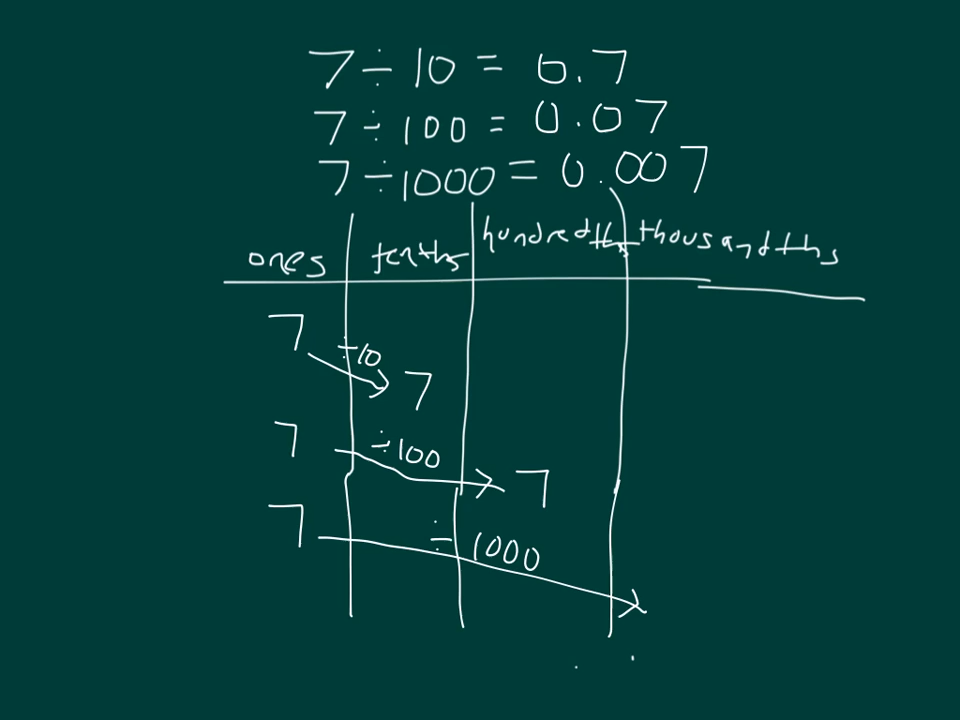 7 ÷ 10 = 0.7
7 ÷ 100 = 0.07
7 ÷ 1000 = 0.007
ones tenths hundredths thousandths
7
÷10
7
7
÷100
7
7
÷1000